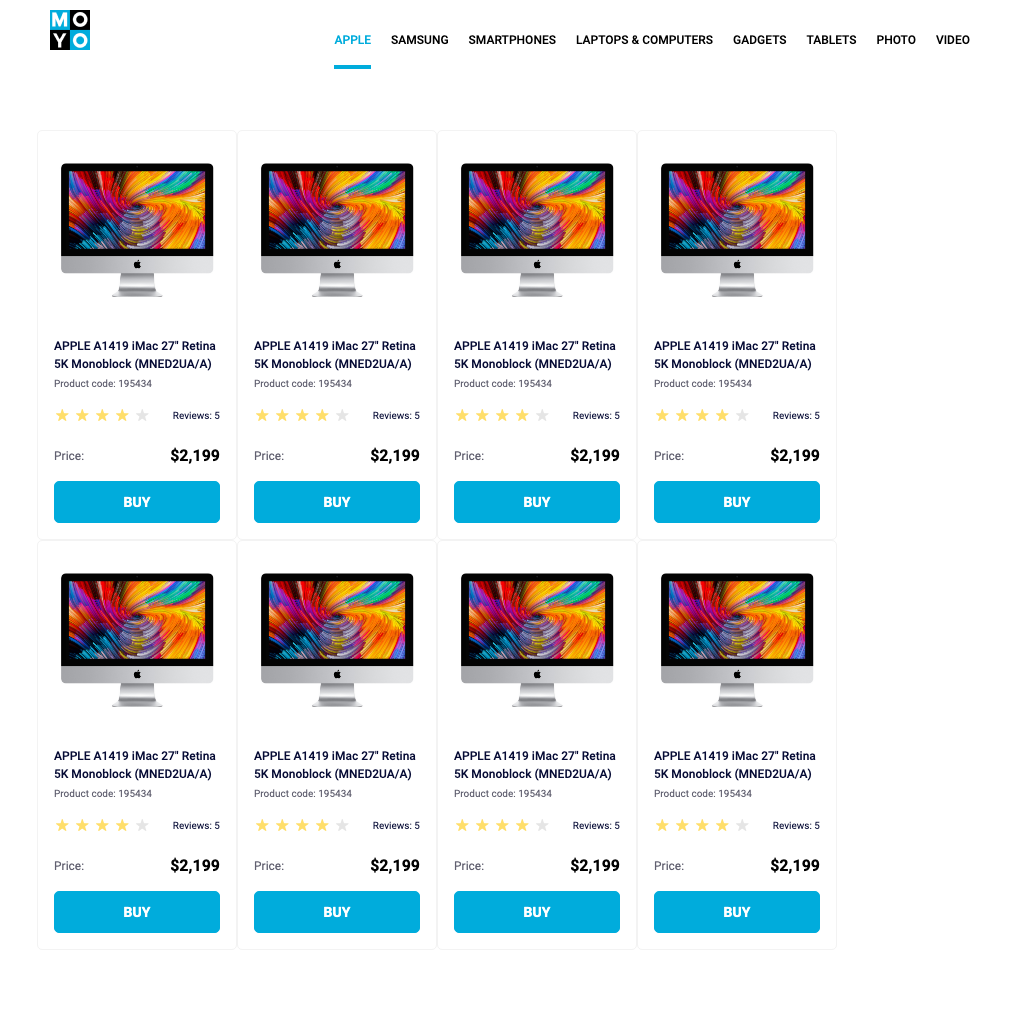 MO
YO
APPLE SAMSUNG SMARTPHONES LAPTOPS & COMPUTERS GADGETS TABLETS PHOTO VIDEO
APPLE A1419 iMac 27" Retina
5K Monoblock (MNED2UA/A)
Product code: 195434
Reviews: 5
Price: $2,199
BUY
APPLE A1419 iMac 27" Retina
5K Monoblock (MNED2UA/A)
Product code: 195434
Reviews: 5
Price: $2,199
BUY
APPLE A1419 iMac 27" Retina
5K Monoblock (MNED2UA/A)
Product code: 195434
Reviews: 5
Price: $2,199
BUY
APPLE A1419 iMac 27" Retina
5K Monoblock (MNED2UA/A)
Product code: 195434
Reviews: 5
Price: $2,199
BUY
APPLE A1419 iMac 27" Retina
5K Monoblock (MNED2UA/A)
Product code: 195434
Reviews: 5
Price: $2,199
BUY
APPLE A1419 iMac 27" Retina
5K Monoblock (MNED2UA/A)
Product code: 195434
Reviews: 5
Price: $2,199
BUY
APPLE A1419 iMac 27" Retina
5K Monoblock (MNED2UA/A)
Product code: 195434
Reviews: 5
Price: $2,199
BUY
APPLE A1419 iMac 27" Retina
5K Monoblock (MNED2UA/A)
Product code: 195434
Reviews: 5
Price: $2,199
BUY